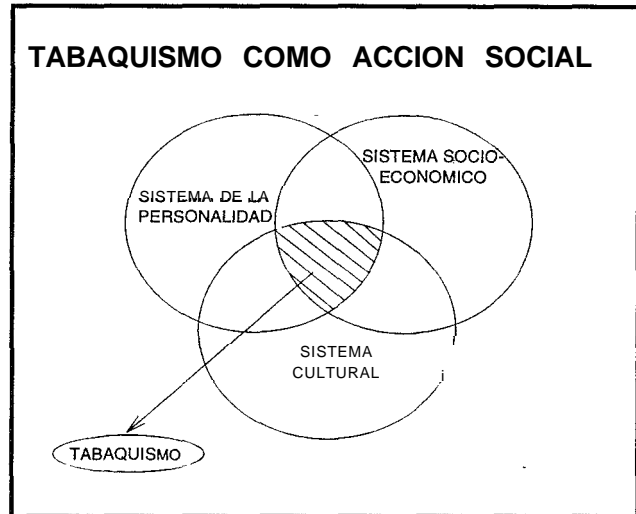 TABAQUISMO COMO ACCION SOCIAL
SISTEMA SOCIO-
ECONOMICO
SISTEMA DE LA
PERSONALIDAD
SISTEMA
CULTURAL
TABAQUISMO